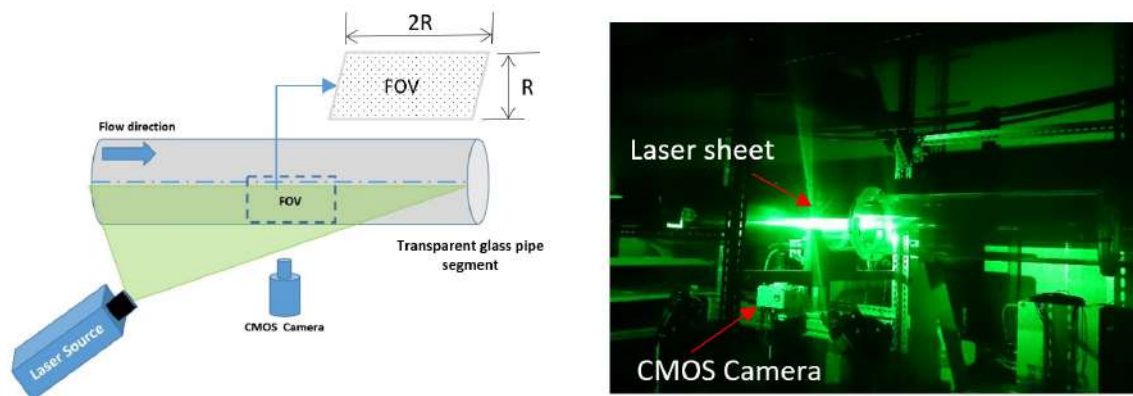 2R
FOV
R
Flow direction
FOV
Transparent glass pipe
segment
CMOS Camera
Laser Source
Laser sheet
CMOS Camera